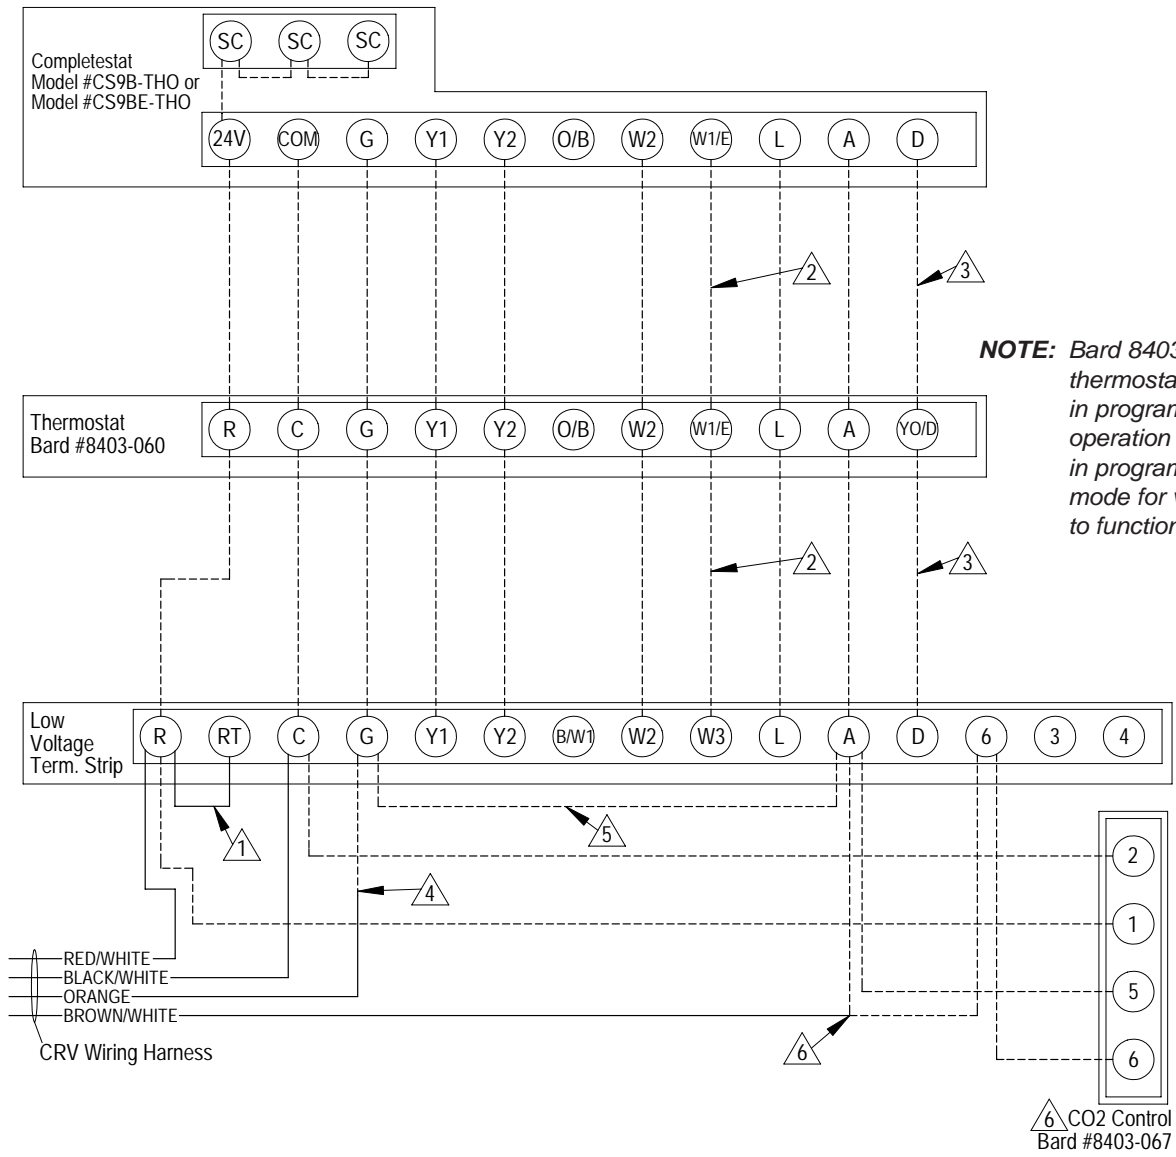 SC SC SC
Completestat
Model #CS9B-THO or
Model #CS9BE-THO
24V COM G Y1 Y2 O/B W2 W1/E L A D
2 3
NOTE: Bard 8403
thermosta
in program
operation
in program
mode for
to function
Thermostat
Bard #8403-060
R C G Y1 Y2 O/B W2 W1/E L A YO/D
2 3
Low
Voltage
Term. Strip
R RT C G Y1 Y2 B/W1 W2 W3 L A D 6 3 4
1 5
2
4
1
RED/WHITE
BLACK/WHITE
ORANGE
BROWN/WHITE
5
6
CRV Wiring Harness
6
6 CO2 Control
Bard #8403-067